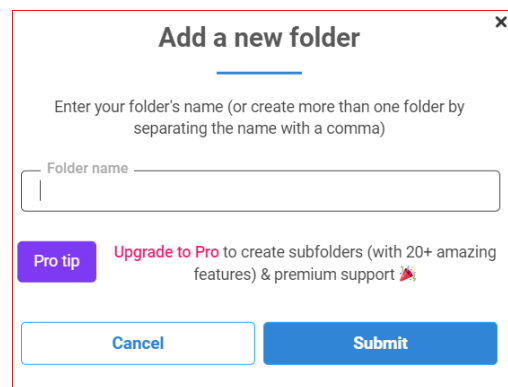 Add a new folder
Enter your folder's name (or create more than one folder by
separating the name with a comma)
Folder name
Pro tip
Upgrade to Pro to create subfolders (with 20+ amazing
features) & premium support 🎉
Cancel
Submit